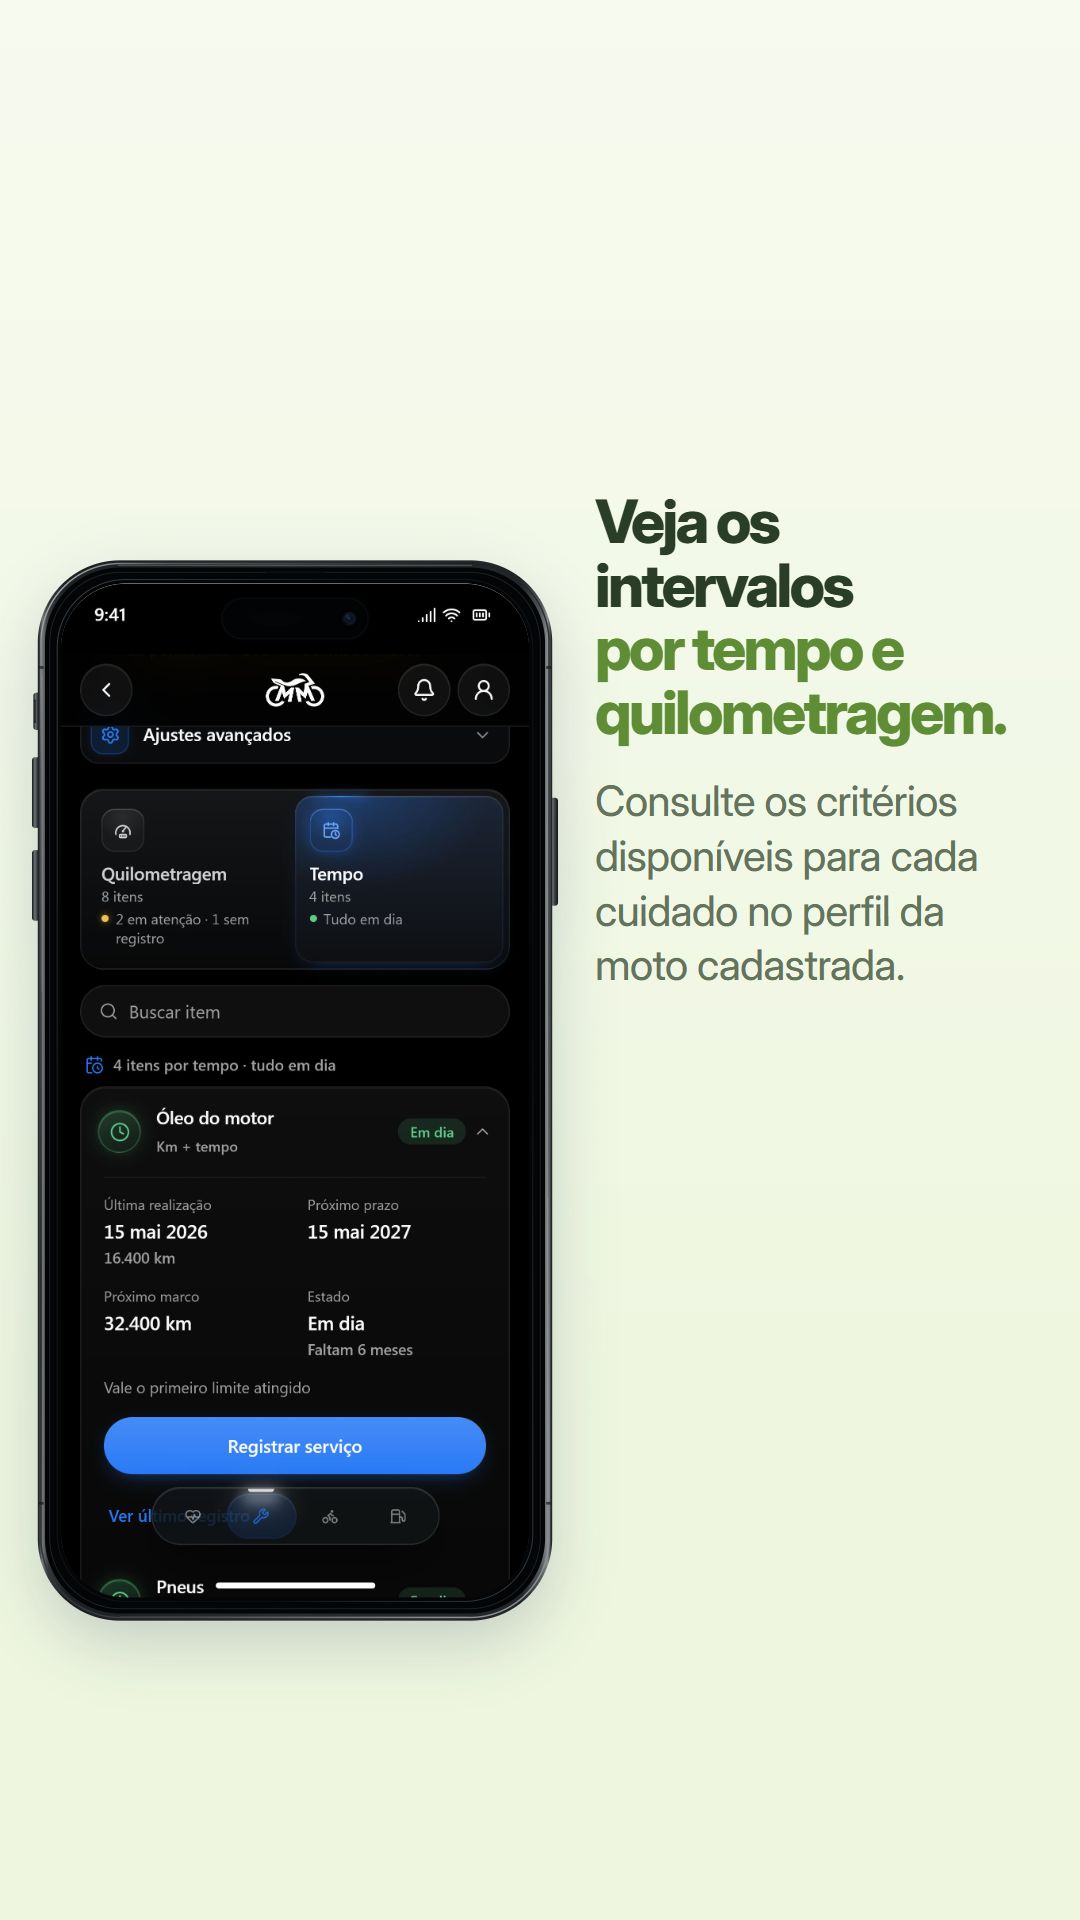 Veja os
intervalos
por tempo e
quilometragem.
Consulte os critérios
disponíveis para cada
cuidado no perfil da
moto cadastrada.
9:41
MM
Ajustes avançados
Quilometragem
8 itens
2 em atenção · 1 sem
registro
Tempo
4 itens
Tudo em dia
Buscar item
4 itens por tempo · tudo em dia
Óleo do motor
Km + tempo
Em dia
Última realização
15 mai 2026
16.400 km
Próximo prazo
15 mai 2027
Próximo marco
32.400 km
Estado
Em dia
Faltam 6 meses
Vale o primeiro limite atingido
Registrar serviço
Ver último registro
Pneus